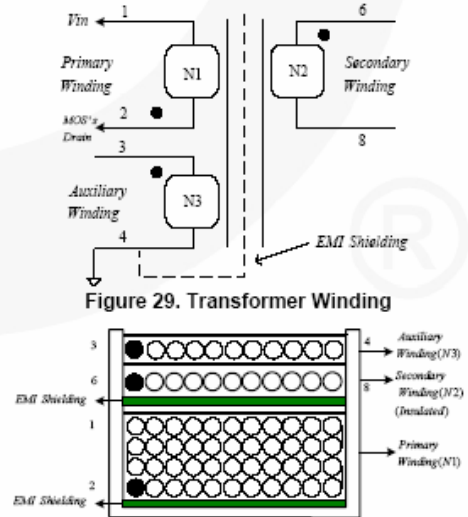 1
6
Vin
Primary
Winding
N1
N2
Secondary
Winding
2
MOS's
Drain
8
3
Auxiliary
Winding
N3
4
EMI Shielding
®
Figure 29. Transformer Winding
3
4
Auxiliary
Winding(N3)
6
8
Secondary
Winding(N2)
(Insulated)
EMI Shielding
1
Primary
Winding(N1)
2
EMI Shielding